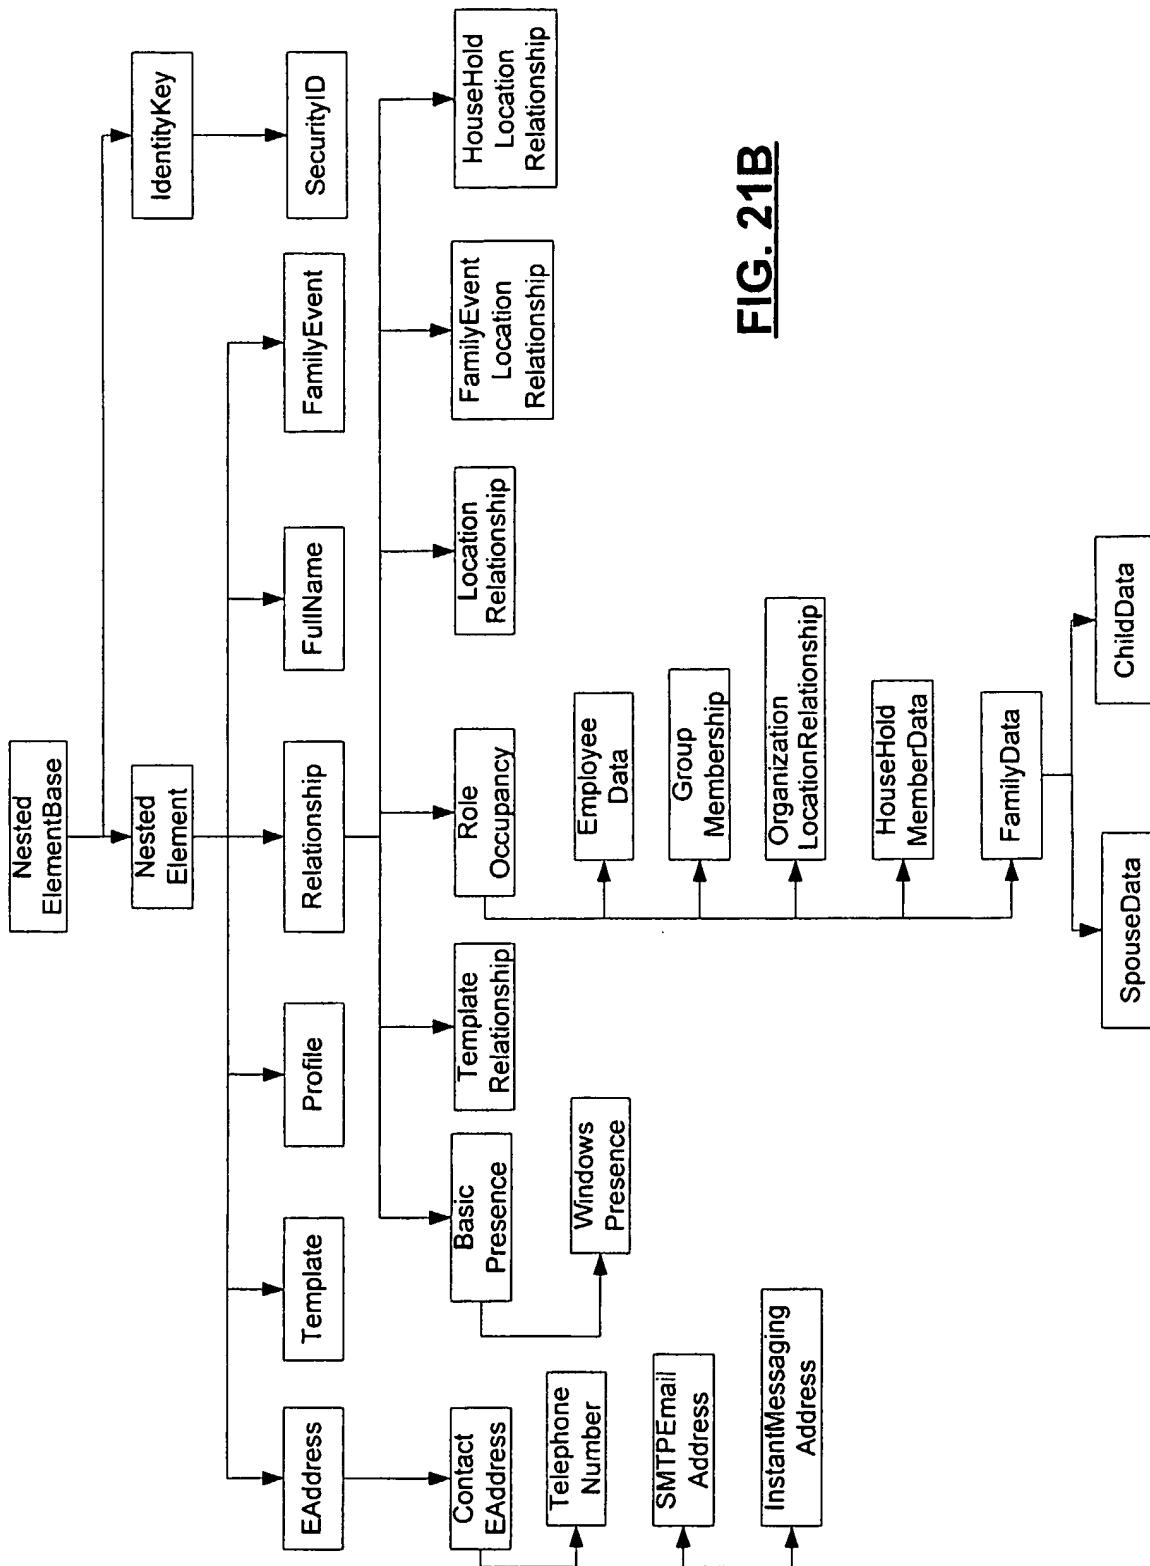 Nested
ElementBase
Nested
Element
IdentityKey
EAddress
Template
Profile
Relationship
FullName
FamilyEvent
SecurityID
Contact
EAddress
Basic
Presence
Template
Relationship
Role
Occupancy
Location
Relationship
FamilyEvent
Location
Relationship
HouseHold
Location
Relationship
Telephone
Number
Windows
Presence
Employee
Data
SMTPEmail
Address
Group
Membership
InstantMessaging
Address
Organization
LocationRelationship
HouseHold
MemberData
FamilyData
SpouseData
ChildData
FIG. 21B